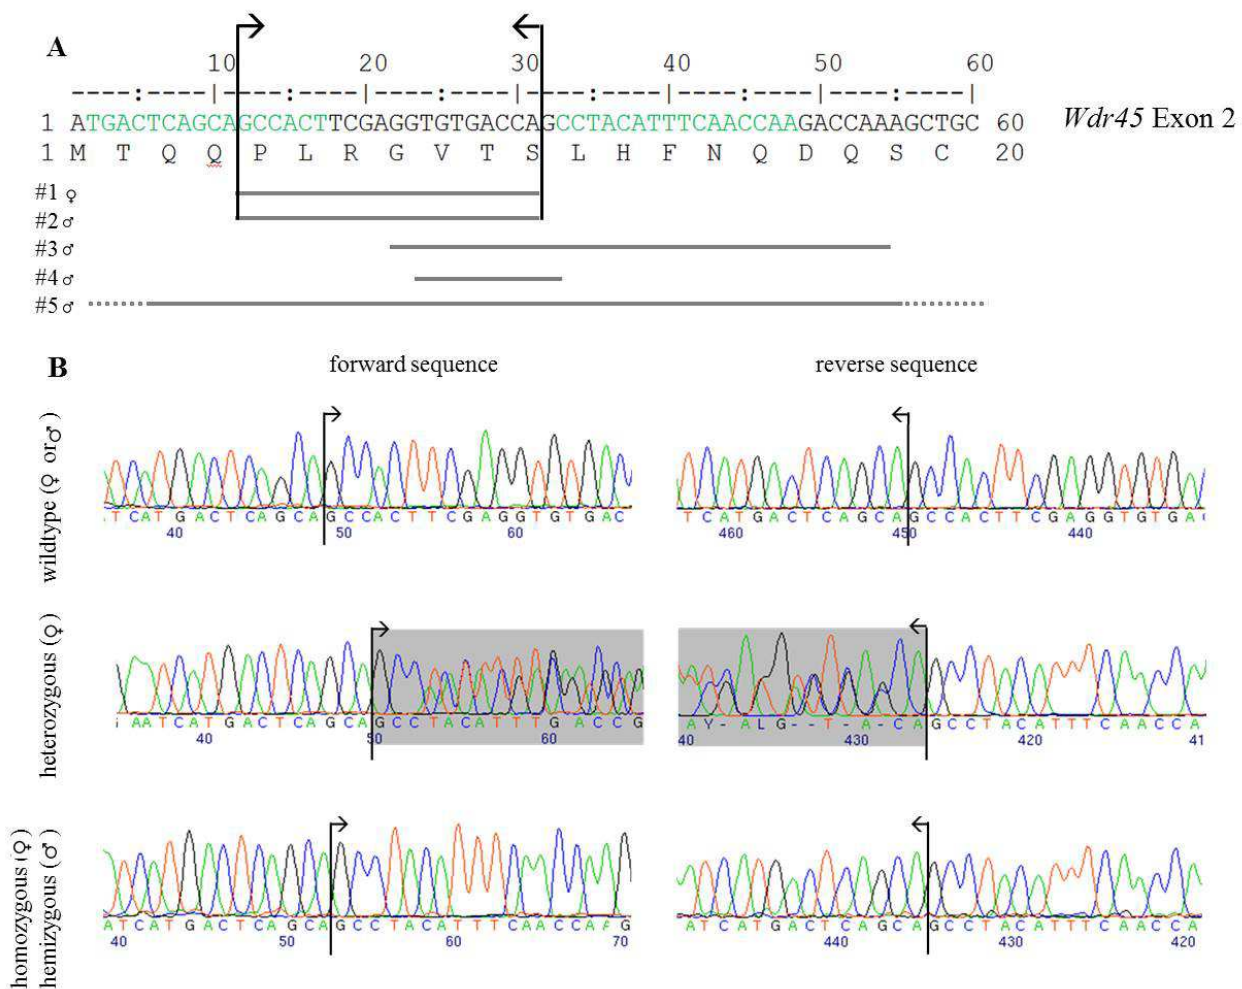 A
10 20 30 40 50 60
----:----|----:----|----:----|----:----|----:----|----:----|
1 ATGACTCAGCAGCCACTTCGAGGTGTGACCAGCCTACATTTCAACCAAGACCAAAGCTGC 60 Wdr45 Exon 2
1 M T Q Q P L R G V T S L H F N Q D Q S C 20
#1 ♀
#2 ♂
#3 ♂
#4 ♂
#5 ♂
B
forward sequence reverse sequence
wildtype (♀ or ♂)
TCATGACTCAGCAGCCACTTCGAGGTGTGAC
40 50 60
TCATGACTCAGCAGCCACTTCGAGGTGTGA
460 450 440
heterozygous (♀)
AATCATGACTCAGCAGCCTACATTTGACCG
40 50 60
AY-ALG--T-A-CAGCCTACATTTCAACCA
40 430 420 41
homozygous (♀)
hemizygous (♂)
ATCATGACTCAGCAGCCTACATTTCAACCAAG
40 50 60 70
ATCATGACTCAGCAGCCTACATTTCAACCA
440 430 420